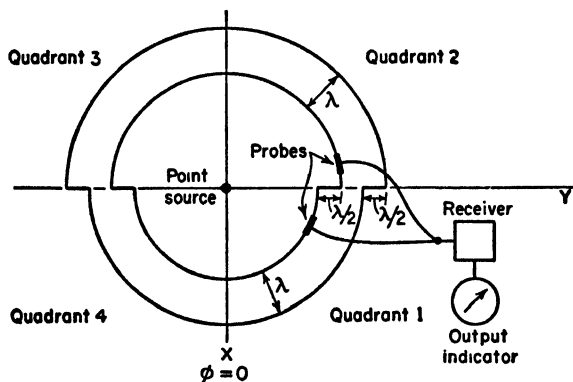 Quadrant 3
Quadrant 2
λ
Probes
Point
source
λ/2
λ/2
Y
Receiver
λ
Quadrant 4
Quadrant 1
X
ϕ = 0
Output
indicator